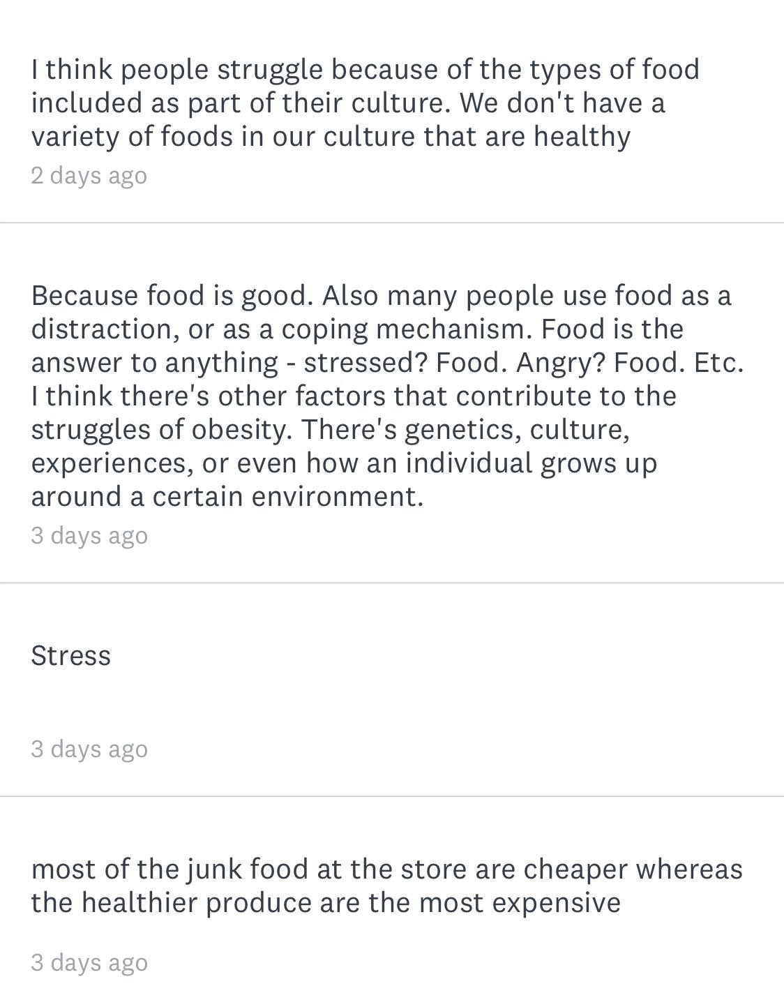 I think people struggle because of the types of food
included as part of their culture. We don't have a
variety of foods in our culture that are healthy
2 days ago
Because food is good. Also many people use food as a
distraction, or as a coping mechanism. Food is the
answer to anything - stressed? Food. Angry? Food. Etc.
I think there's other factors that contribute to the
struggles of obesity. There's genetics, culture,
experiences, or even how an individual grows up
around a certain environment.
3 days ago
Stress
3 days ago
most of the junk food at the store are cheaper whereas
the healthier produce are the most expensive
3 days ago